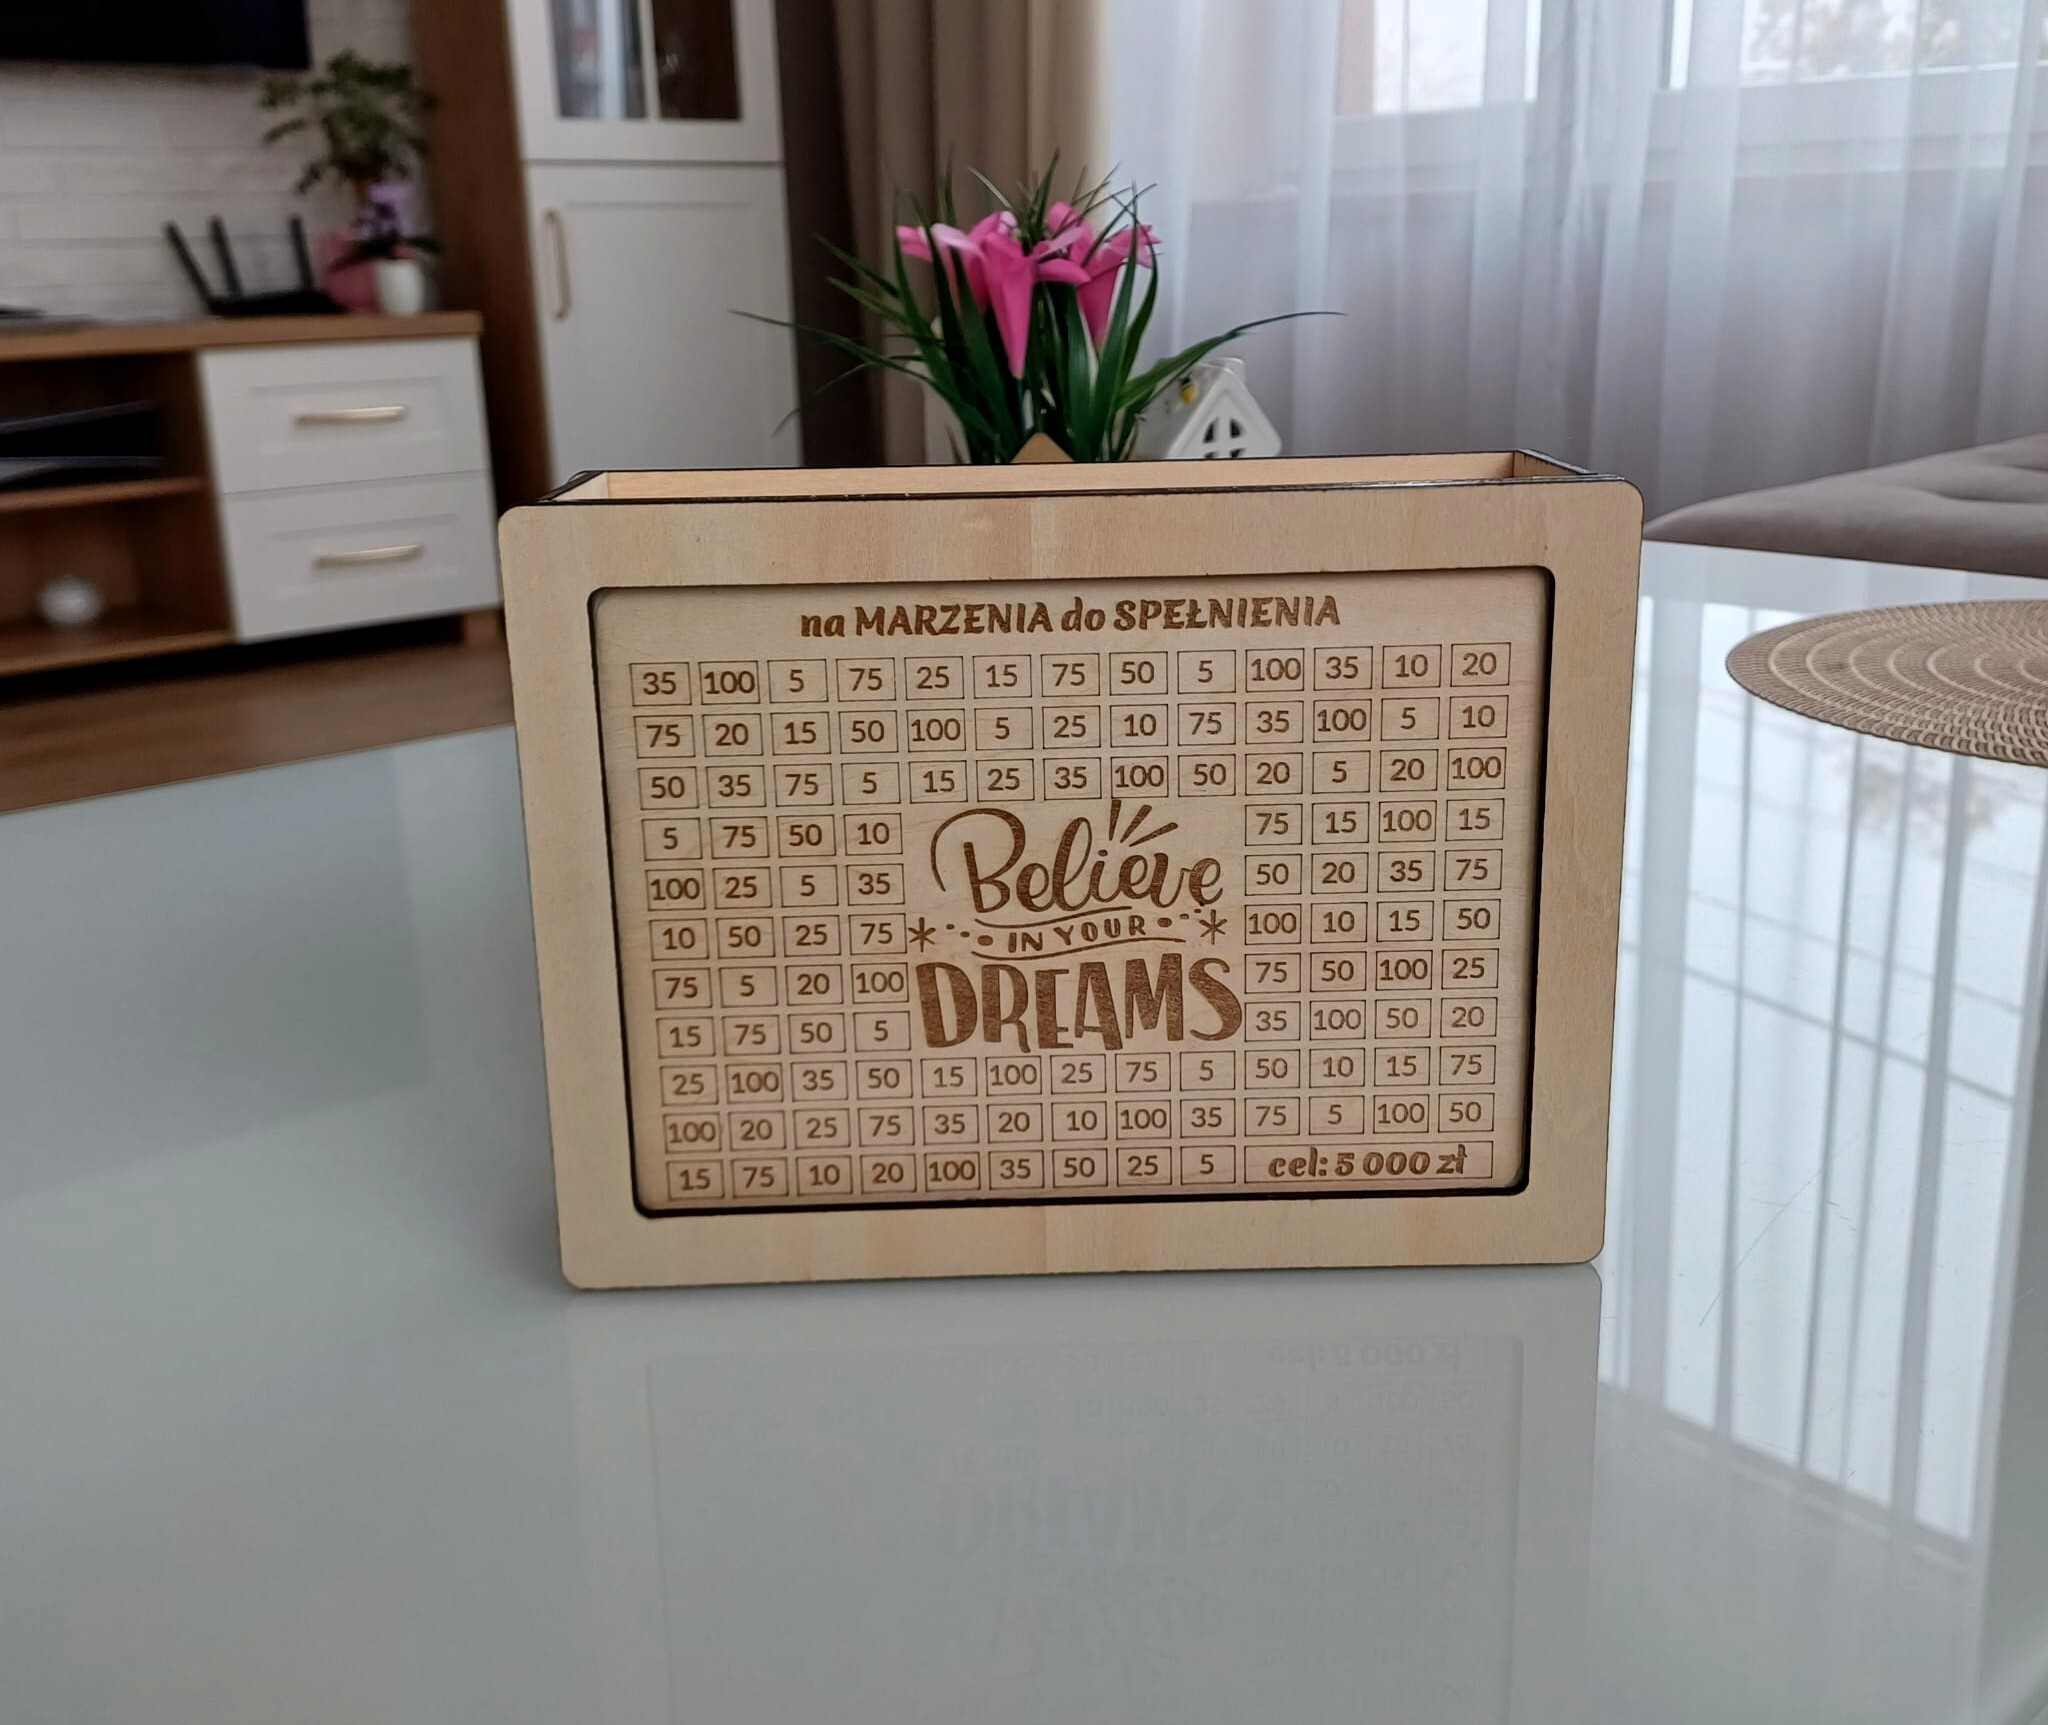 na MARZENIA do SPEŁNIENIA
35 100 5 75 25 15 75 50 5 100 35 10 20
75 20 15 50 100 5 25 10 75 35 100 5 10
50 35 75 5 15 25 35 100 50 20 5 20 100
5 75 50 10 75 15 100 15
100 25 5 35 50 20 35 75
10 50 25 75 100 10 15 50
75 5 20 100 75 50 100 25
15 75 50 5 35 100 50 20
Believe
IN YOUR
DREAMS
25 100 35 50 15 100 25 75 5 50 10 15 75
100 20 25 75 35 20 10 100 35 75 5 100 50
15 75 10 20 100 35 50 25 5 cel: 5 000 zł